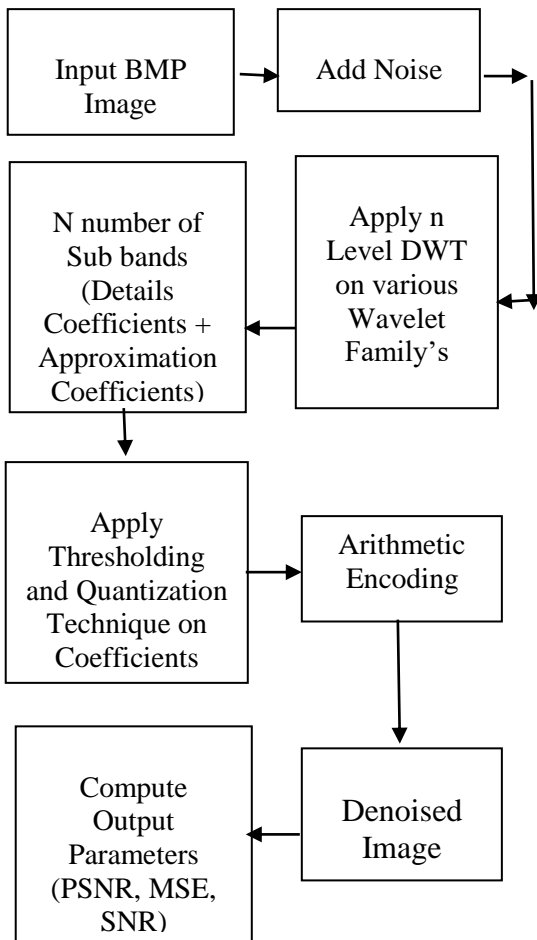 Input BMP
Image
Add Noise
Apply n
Level DWT
on various
Wavelet
Family's
N number of
Sub bands
(Details
Coefficients +
Approximation
Coefficients)
Apply
Thresholding
and Quantization
Technique on
Coefficients
Arithmetic
Encoding
Denoised
Image
Compute
Output
Parameters
(PSNR, MSE,
SNR)